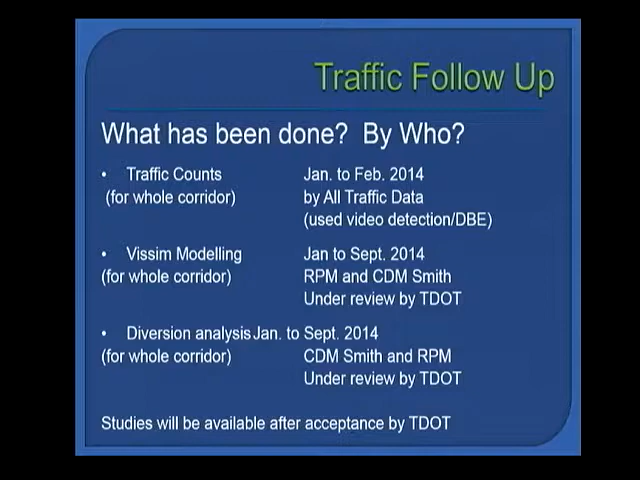 Traffic Follow Up
What has been done? By Who?
• Traffic Counts Jan. to Feb. 2014
(for whole corridor) by All Traffic Data
(used video detection/DBE)
• Vissim Modelling Jan to Sept. 2014
(for whole corridor) RPM and CDM Smith
Under review by TDOT
• Diversion analysis Jan. to Sept. 2014
(for whole corridor) CDM Smith and RPM
Under review by TDOT
Studies will be available after acceptance by TDOT